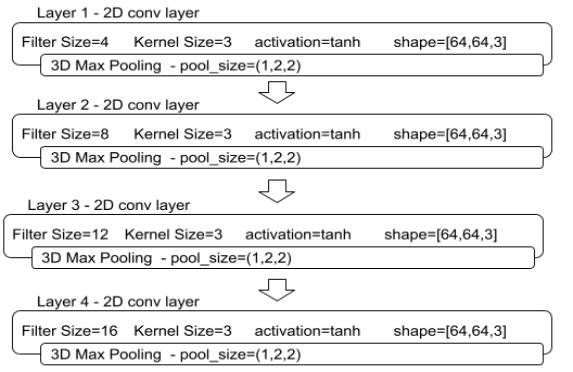 Layer 1 - 2D conv layer
Filter Size=4 Kernel Size=3 activation=tanh shape=[64,64,3]
3D Max Pooling - pool_size=(1,2,2)
Layer 2 - 2D conv layer
Filter Size=8 Kernel Size=3 activation=tanh shape=[64,64,3]
3D Max Pooling - pool_size=(1,2,2)
Layer 3 - 2D conv layer
Filter Size=12 Kernel Size=3 activation=tanh shape=[64,64,3]
3D Max Pooling - pool_size=(1,2,2)
Layer 4 - 2D conv layer
Filter Size=16 Kernel Size=3 activation=tanh shape=[64,64,3]
3D Max Pooling - pool_size=(1,2,2)